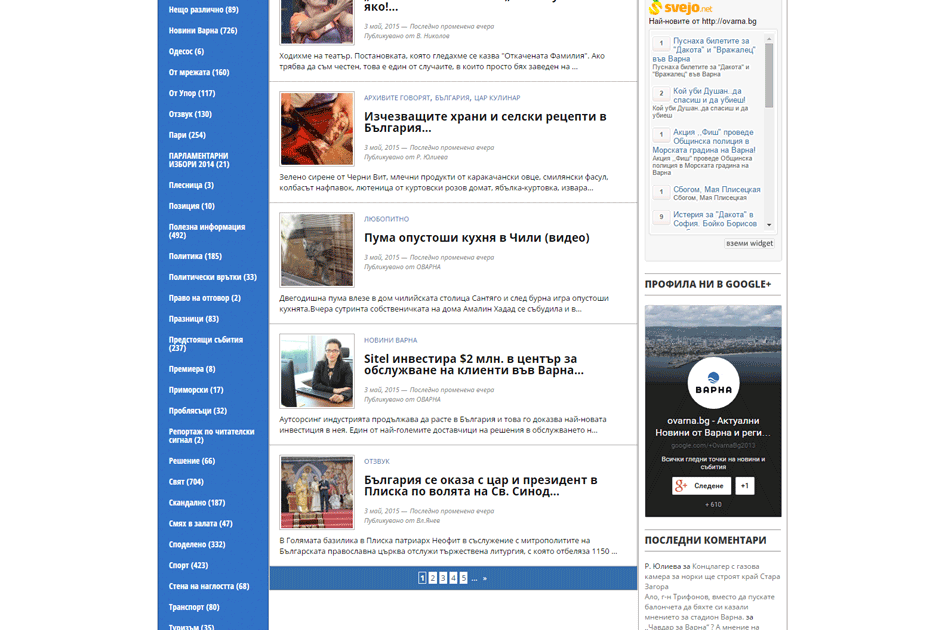 Нещо различно (89)
Новини Варна (726)
Одесос (6)
От мрежата (160)
От Упор (117)
Отзвук (130)
Пари (254)
ПАРЛАМЕНТАРНИ
ИЗБОРИ 2014 (21)
Плесница (3)
Позиция (10)
Полезна информация
(492)
Политика (185)
Политически врътки (33)
Право на отговор (2)
Празници (83)
Предстоящи събития
(237)
Премиера (8)
Приморски (17)
Проблясъци (32)
Репортаж по читателски
сигнал (2)
Решение (66)
Свят (704)
Скандално (187)
Смях в залата (47)
Споделено (332)
Спорт (423)
Стена на наглостта (68)
Транспорт (80)
Туризъм (35)
яко!...
3 май, 2015 — Последно променена вчера
Публикувано от В. Николов
Ходихме на театър. Постановката, която гледахме се казва "Откачената Фамилия". Ако
трябва да съм честен, това е един от случаите, в които просто бях заведен на ...
АРХИВИТЕ ГОВОРЯТ, БЪЛГАРИЯ, ЦАР КУЛИНАР
Изчезващите храни и селски рецепти в
България...
3 май, 2015 — Последно променена вчера
Публикувано от Р. Юлиева
Зелено сирене от Черни Вит, млечни продукти от каракачански овце, смилянски фасул,
колбасът нафпавок, лютеница от куртовски розов домат, ябълка-куртовка, извара...
ЛЮБОПИТНО
Пума опустоши кухня в Чили (видео)
3 май, 2015 — Последно променена вчера
Публикувано от ОВАРНА
Двегодишна пума влезе в дом чилийската столица Сантяго и след бурна игра опустоши
кухнята.Вчера сутринта собственичката на дома Амалин Хадад се събудила и в...
НОВИНИ ВАРНА
Sitel инвестира $2 млн. в център за
обслужване на клиенти във Варна...
3 май, 2015 — Последно променена вчера
Публикувано от ОВАРНА
Аутсорсинг индустрията продължава да расте в България и това го доказва най-новата
инвестиция в нея. Един от най-големите доставчици на решения в обслужването н...
ОТЗВУК
България се оказа с цар и президент в
Плиска по волята на Св. Синод...
3 май, 2015 — Последно променена вчера
Публикувано от Вл.Янев
В Голямата базилика в Плиска патриарх Неофит в съслужение с митрополитите на
Българската православна църква отслужи тържествена литургия, с която отбеляза 1150 ...
1 2 3 4 5 ... »
svejo.net
Най-новите от http://ovarna.bg
1 Пуснаха билетите за
"Дакота" и "Вражалец"
във Варна
Пуснаха билетите за "Дакота" и
"Вражалец" във Варна
2 Кой уби Душан..да
спасиш и да убиеш!
Кой уби Душан..да спасиш и да
убиеш
1 Акция ,,Фиш" проведе
Общинска полиция в
Морската градина на Варна!
Акция ,,Фиш" проведе Общинска
полиция в Морската градина на
Варна
1 Сбогом, Мая Плисецкая
Сбогом, Мая Плисецкая
9 Истерия за "Дакота" в
София. Бойко Борисов
вземи widget
ПРОФИЛА НИ В GOOGLE+
ВАРНА
ovarna.bg - Актуални
Новини от Варна и реги...
google.com/+OvarnaBg2013
Всички гледни точки на новини и
събития
Следене +1
+ 610
ПОСЛЕДНИ КОМЕНТАРИ
Р. Юлиева за Концлагер с газова
камера за норки ще строят край Стара
Загора
Ало, г-н Трифонов, вместо да пускате
балончета да бяхте си казали
мнението за стадион Варна. за
„Чавдар за Варна" ? А мнение на